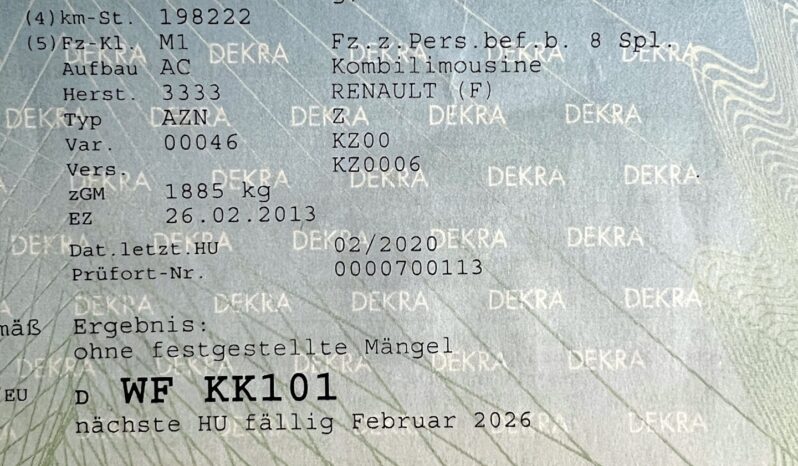 (4)km-St. 198222
(5)Fz-Kl. M1 Fz.z.Pers.bef.b. 8 Spl.
Aufbau AC Kombilimousine
Herst. 3333 RENAULT (F)
Typ AZN Z
Var. 00046 KZ00
Vers. KZ0006
zGM 1885 kg
EZ 26.02.2013
Dat.letzt.HU 02/2020
Prüfort-Nr. 0000700113
mäß Ergebnis:
ohne festgestellte Mängel
EU D WF KK101
nächste HU fällig Februar 2026